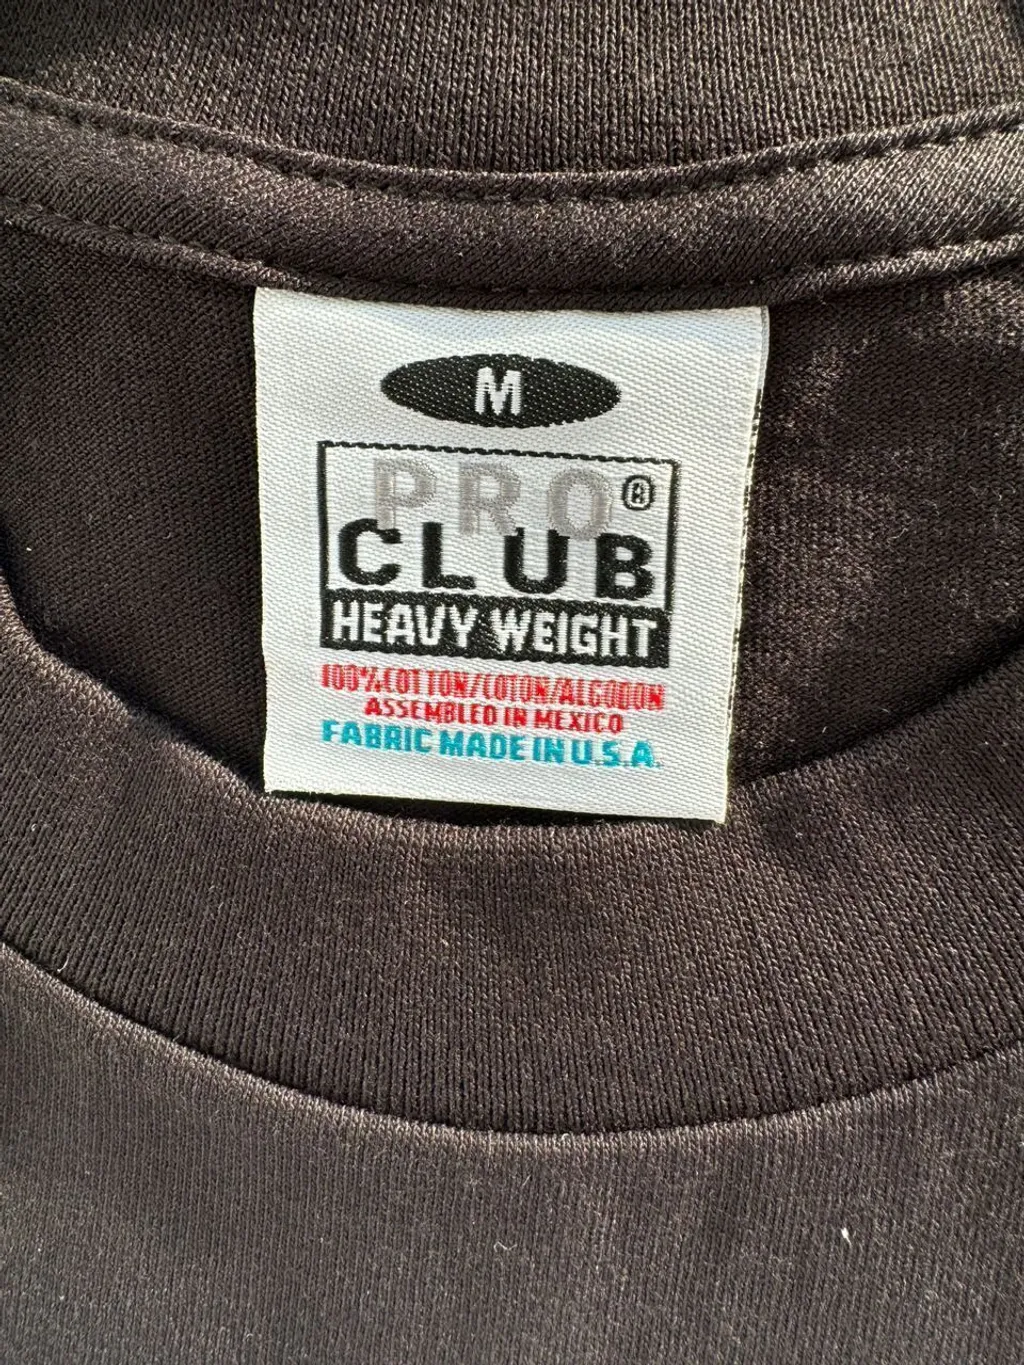 M
PRO®
CLUB
HEAVY WEIGHT
100% COTTON/COTON/ALGODON
ASSEMBLED IN MEXICO
FABRIC MADE IN U.S.A.